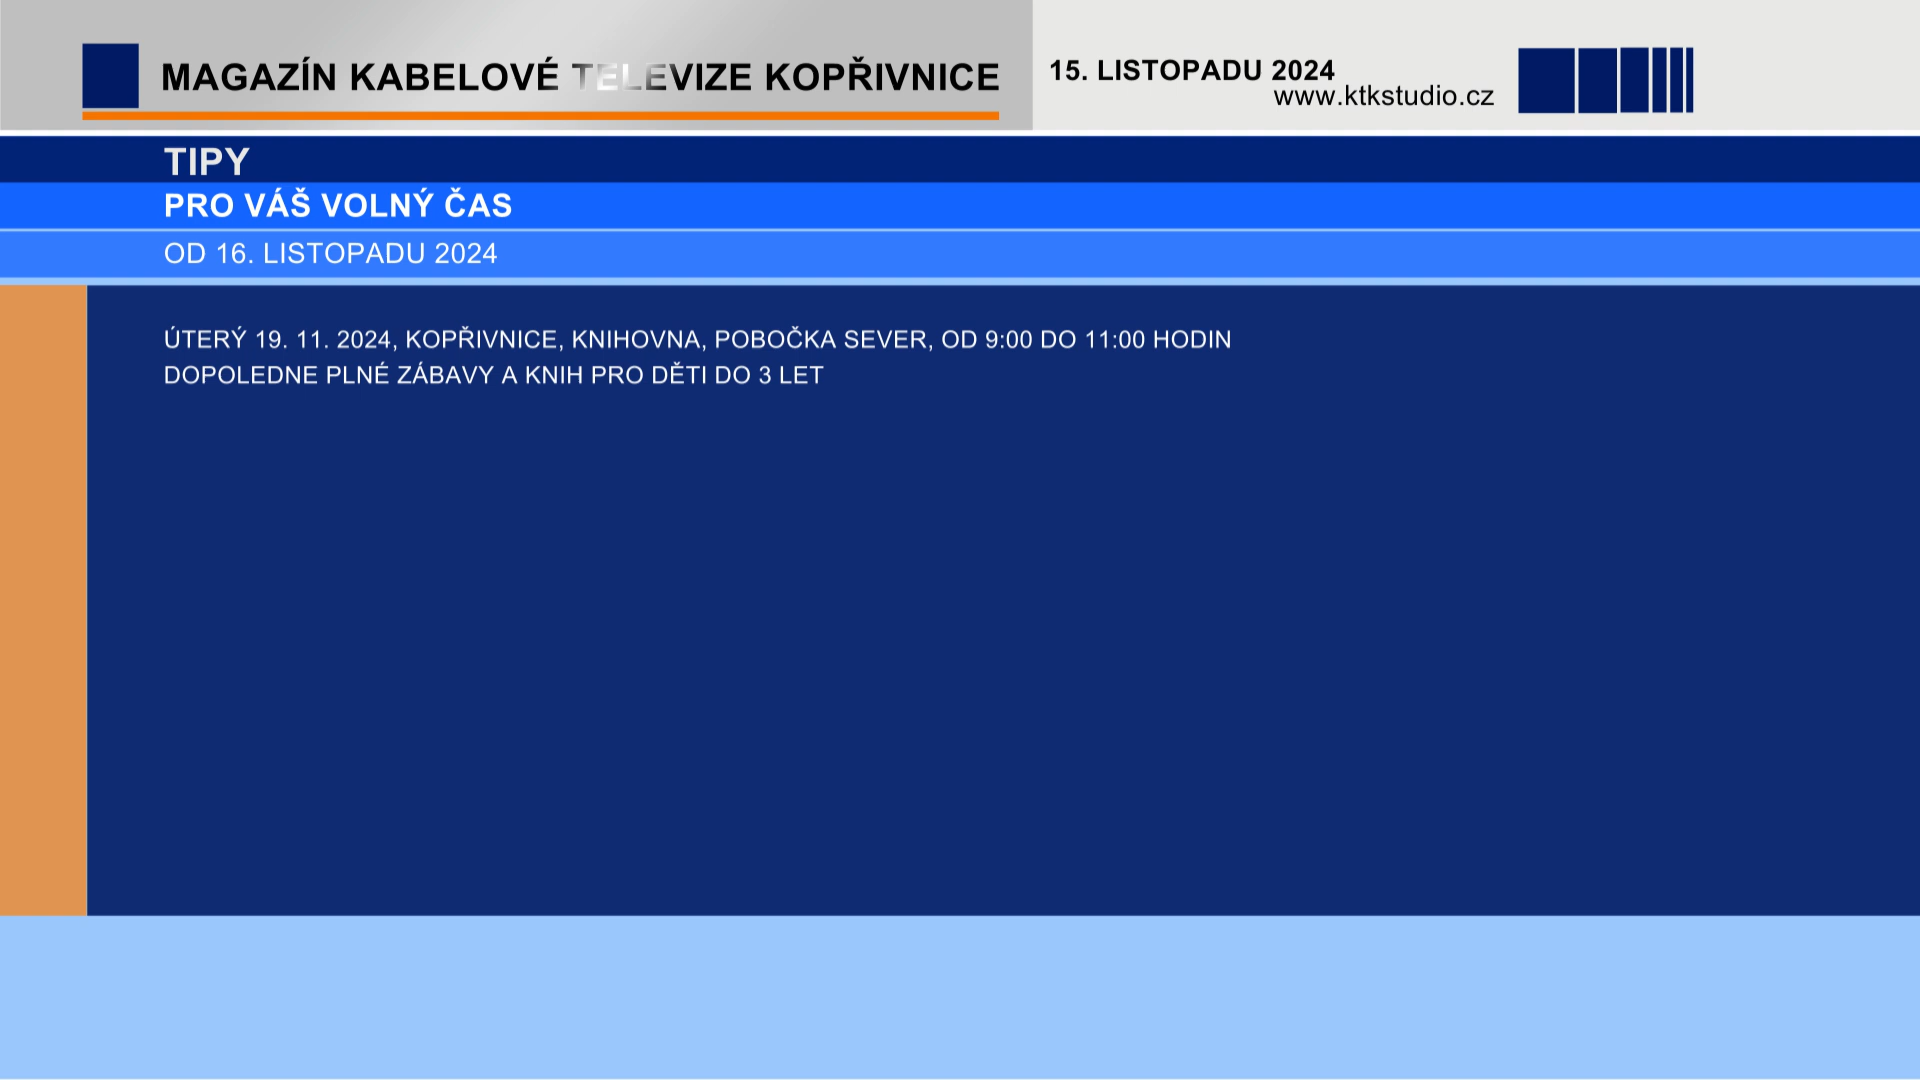 MAGAZÍN KABELOVÉ TELEVIZE KOPŘIVNICE
15. LISTOPADU 2024
www.ktkstudio.cz
TIPY
PRO VÁŠ VOLNÝ ČAS
OD 16. LISTOPADU 2024
ÚTERÝ 19. 11. 2024, KOPŘIVNICE, KNIHOVNA, POBOČKA SEVER, OD 9:00 DO 11:00 HODIN
DOPOLEDNE PLNÉ ZÁBAVY A KNIH PRO DĚTI DO 3 LET